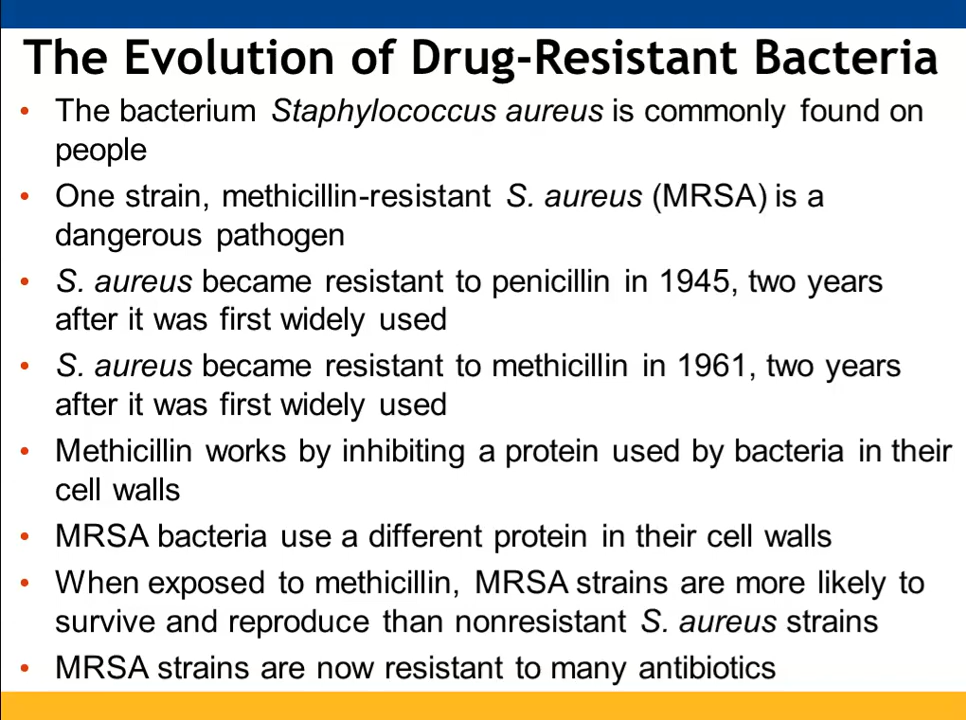 The Evolution of Drug-Resistant Bacteria
• The bacterium Staphylococcus aureus is commonly found on
people
• One strain, methicillin-resistant S. aureus (MRSA) is a
dangerous pathogen
• S. aureus became resistant to penicillin in 1945, two years
after it was first widely used
• S. aureus became resistant to methicillin in 1961, two years
after it was first widely used
• Methicillin works by inhibiting a protein used by bacteria in their
cell walls
• MRSA bacteria use a different protein in their cell walls
• When exposed to methicillin, MRSA strains are more likely to
survive and reproduce than nonresistant S. aureus strains
• MRSA strains are now resistant to many antibiotics